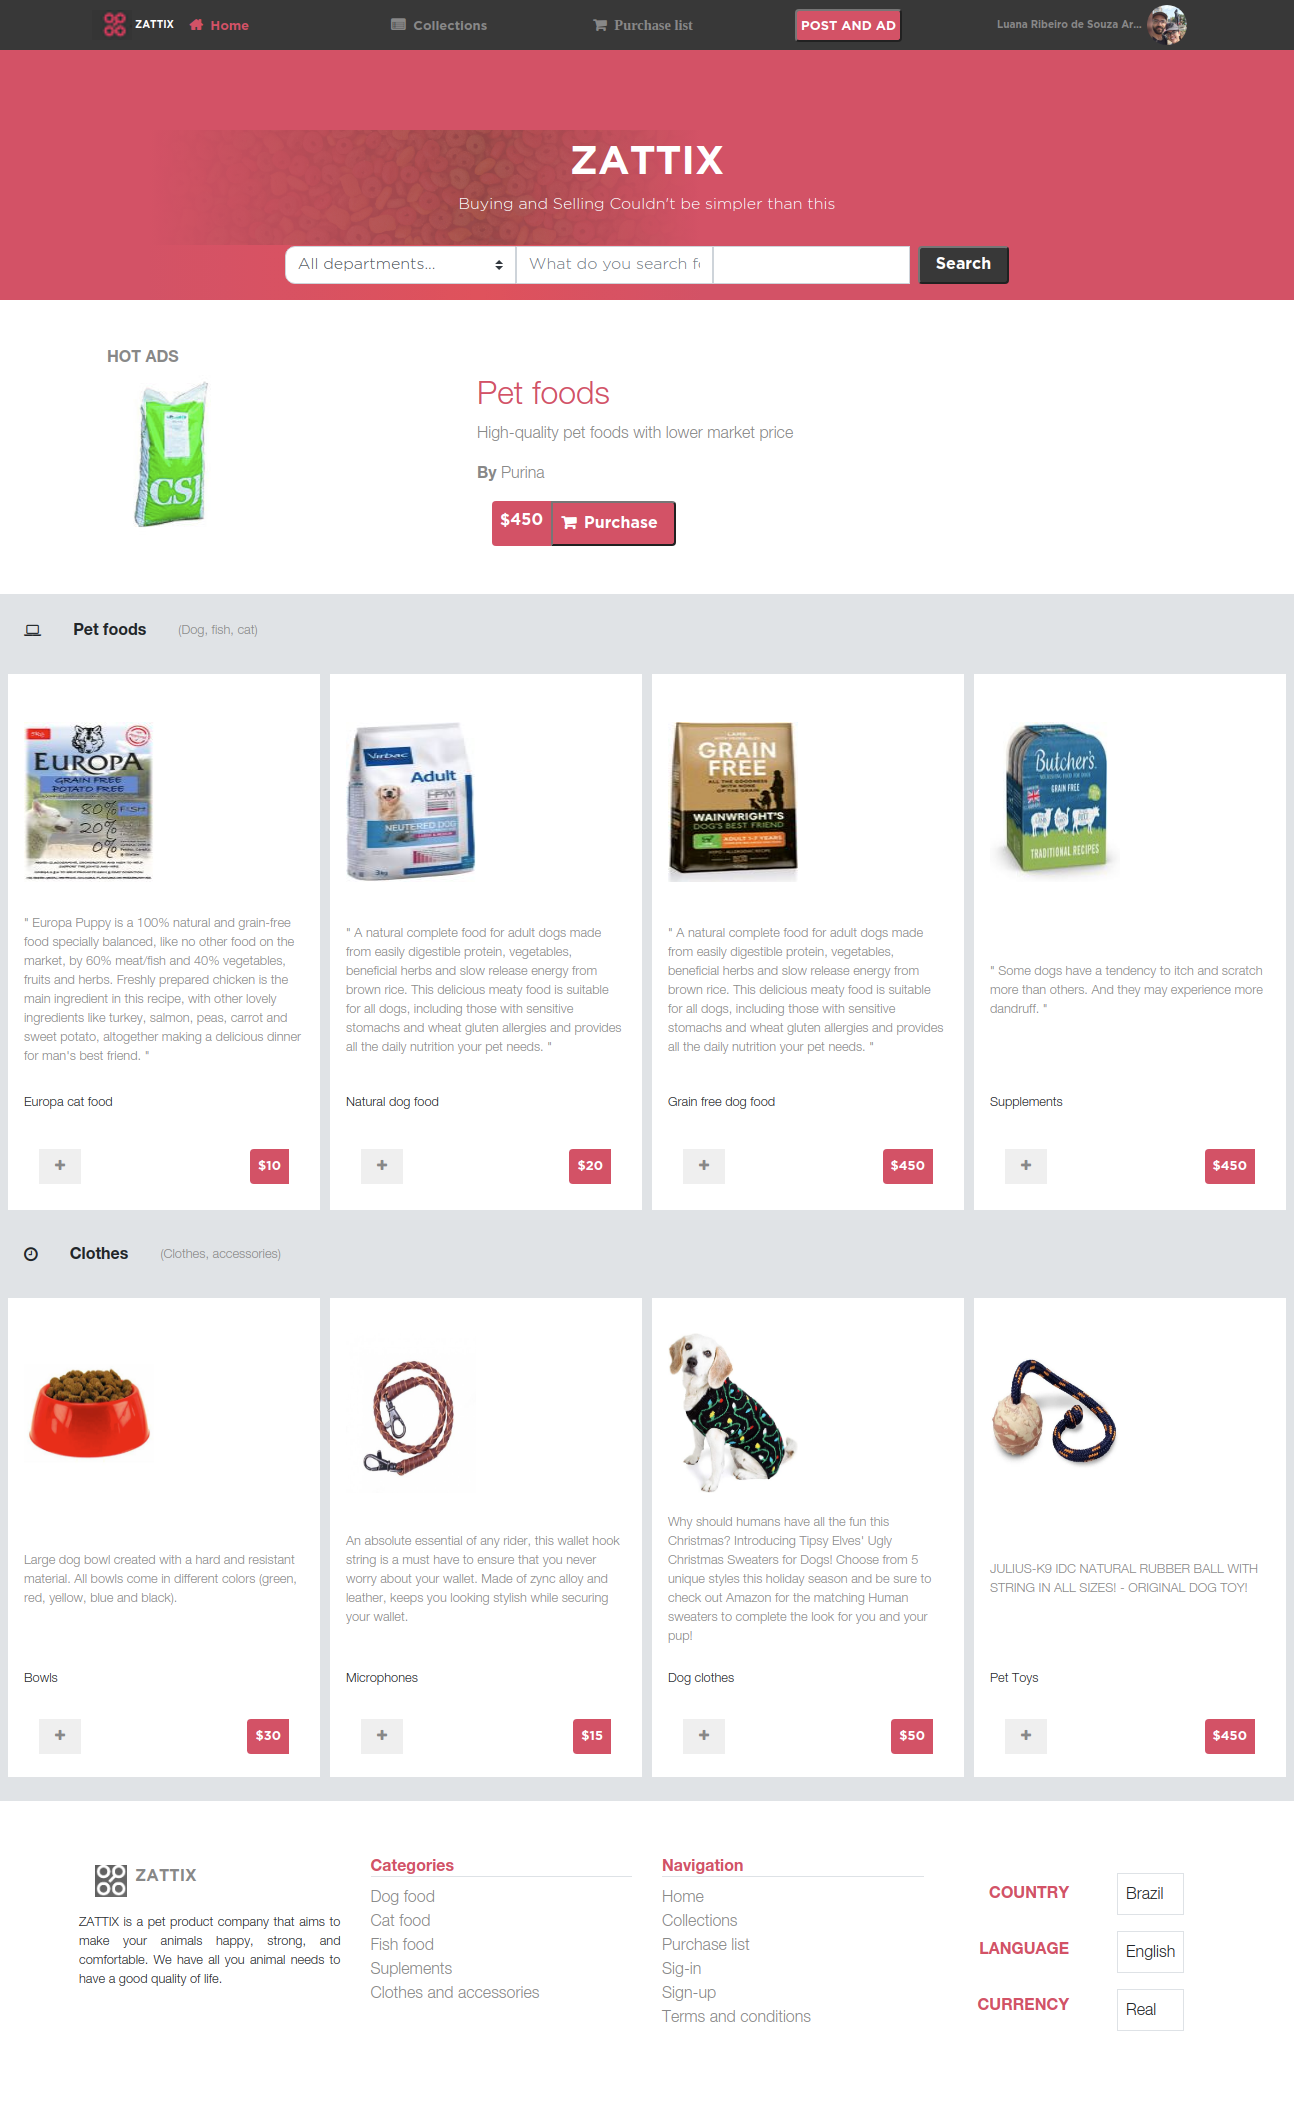 ZATTIX
Home
Collections
Purchase list
POST AND AD
Luana Ribeiro de Souza Ar...
ZATTIX
Buying and Selling Couldn't be simpler than this
All departments...
What do you search f
Search
HOT ADS
CSJ
Pet foods
High-quality pet foods with lower market price
By Purina
$450
Purchase
Pet foods
(Dog, fish, cat)
EUROPA
GRAIN FREE
POTATO FREE
80% FISH
20%
0%
Virbac
Adult
HPM
NEUTERED DOG
3kg
LAMB
GRAIN
FREE
ALL THE GOODNESS
WITH NONE
OF THE GRAIN
WAINWRIGHT'S
DOG'S BEST FRIEND
ADULT 1-7 YEARS
Butcher's
GRAIN FREE
TRADITIONAL RECIPES
" Europa Puppy is a 100% natural and grain-free
food specially balanced, like no other food on the
market, by 60% meat/fish and 40% vegetables,
fruits and herbs. Freshly prepared chicken is the
main ingredient in this recipe, with other lovely
ingredients like turkey, salmon, peas, carrot and
sweet potato, altogether making a delicious dinner
for man's best friend. "
Europa cat food
$10
" A natural complete food for adult dogs made
from easily digestible protein, vegetables,
beneficial herbs and slow release energy from
brown rice. This delicious meaty food is suitable
for all dogs, including those with sensitive
stomachs and wheat gluten allergies and provides
all the daily nutrition your pet needs. "
Natural dog food
$20
" A natural complete food for adult dogs made
from easily digestible protein, vegetables,
beneficial herbs and slow release energy from
brown rice. This delicious meaty food is suitable
for all dogs, including those with sensitive
stomachs and wheat gluten allergies and provides
all the daily nutrition your pet needs. "
Grain free dog food
$450
" Some dogs have a tendency to itch and scratch
more than others. And they may experience more
dandruff. "
Supplements
$450
Clothes
(Clothes, accessories)
Large dog bowl created with a hard and resistant
material. All bowls come in different colors (green,
red, yellow, blue and black).
Bowls
$30
An absolute essential of any rider, this wallet hook
string is a must have to ensure that you never
worry about your wallet. Made of zync alloy and
leather, keeps you looking stylish while securing
your wallet.
Microphones
$15
Why should humans have all the fun this
Christmas? Introducing Tipsy Elves' Ugly
Christmas Sweaters for Dogs! Choose from 5
unique styles this holiday season and be sure to
check out Amazon for the matching Human
sweaters to complete the look for you and your
pup!
Dog clothes
$50
JULIUS-K9 IDC NATURAL RUBBER BALL WITH
STRING IN ALL SIZES! - ORIGINAL DOG TOY!
Pet Toys
$450
ZATTIX
ZATTIX is a pet product company that aims to
make your animals happy, strong, and
comfortable. We have all you animal needs to
have a good quality of life.
Categories
Dog food
Cat food
Fish food
Suplements
Clothes and accessories
Navigation
Home
Collections
Purchase list
Sig-in
Sign-up
Terms and conditions
COUNTRY
Brazil
LANGUAGE
English
CURRENCY
Real